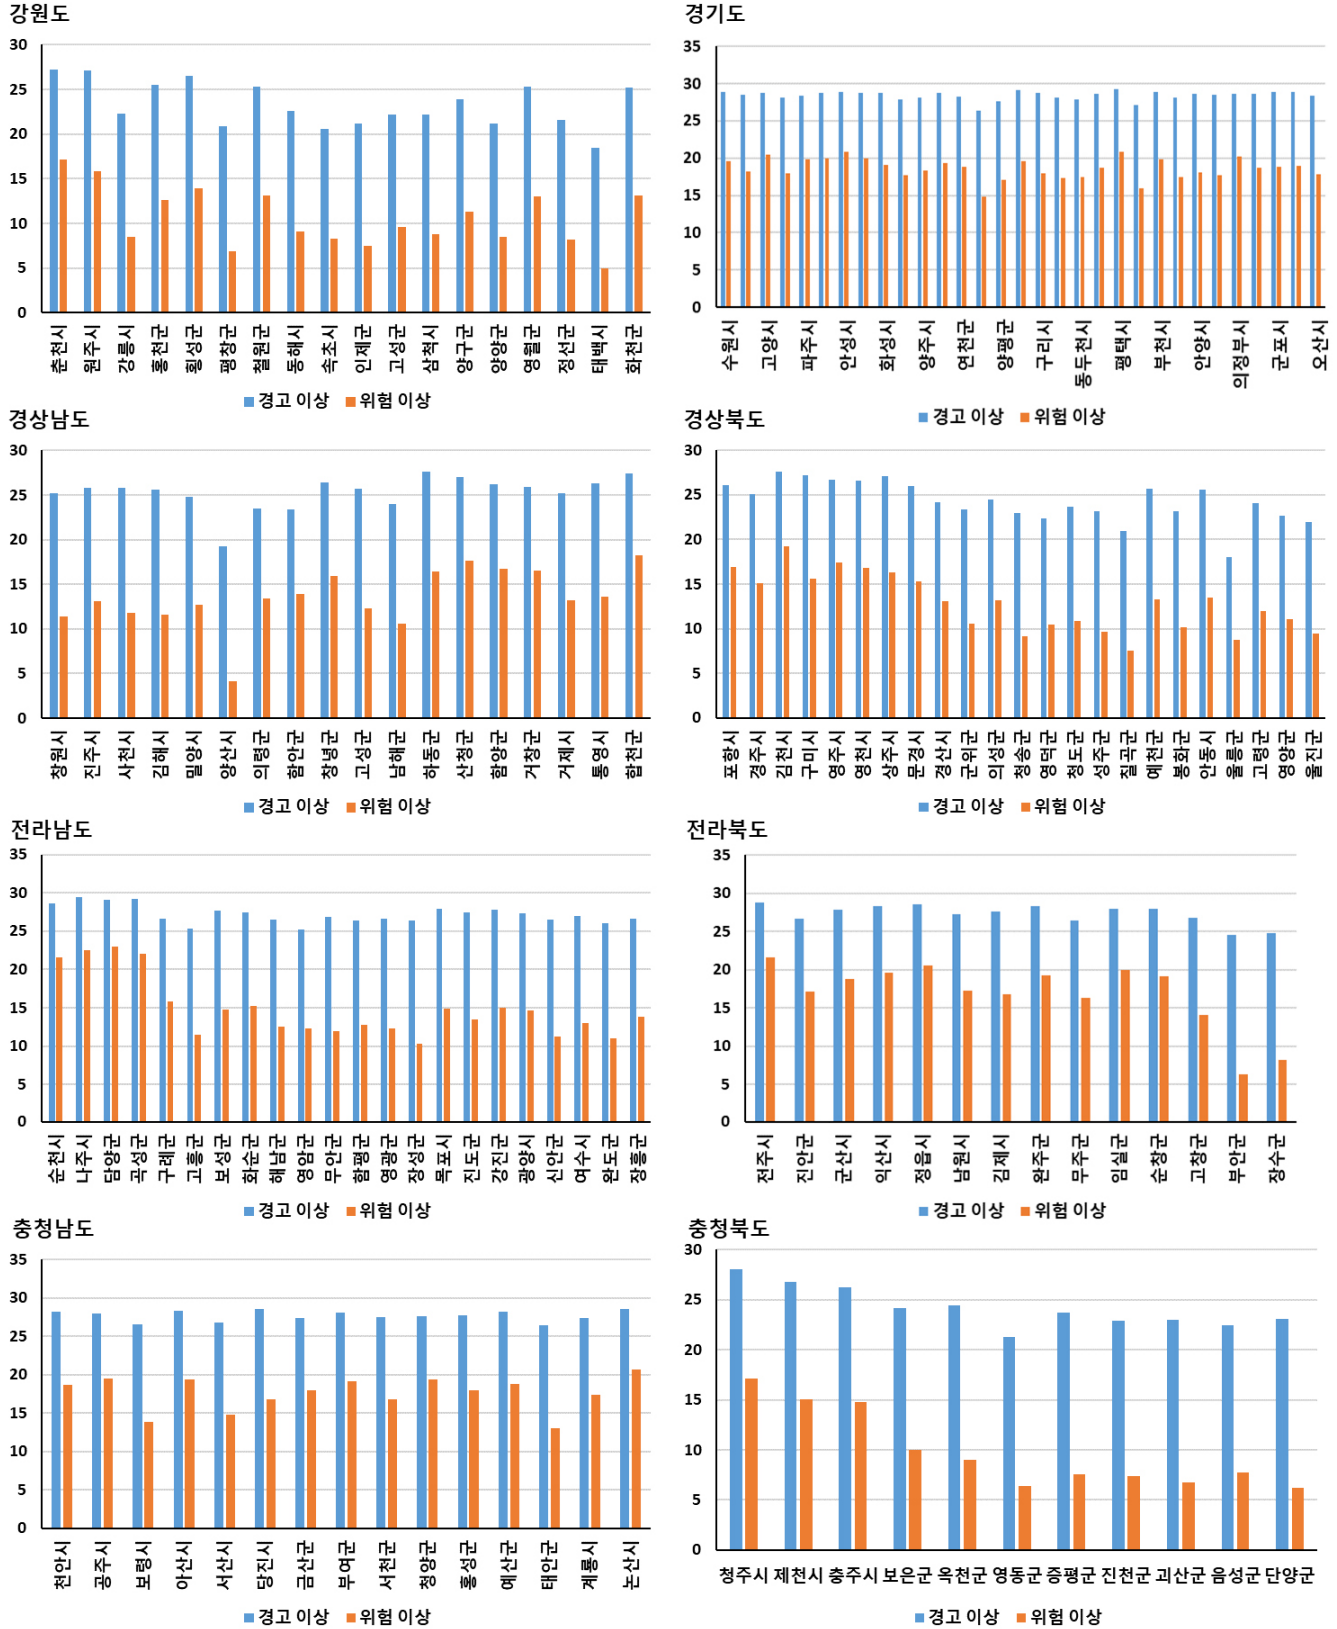 강원도
30
25
20
15
10
5
0
춘천시 원주시 강릉시 홍천군 횡성군 평창군 철원군 동해시 속초시 인제군 고성군 삼척시 양구군 양양군 영월군 정선군 태백시 화천군
경고 이상 위험 이상
경기도
35
30
25
20
15
10
5
0
수원시 고양시 파주시 안성시 화성시 양주시 연천군 양평군 구리시 동두천시 평택시 부천시 안양시 의정부시 군포시 오산시
경고 이상 위험 이상
경상남도
30
25
20
15
10
5
0
창원시 진주시 사천시 김해시 밀양시 양산시 의령군 함안군 창녕군 고성군 남해군 하동군 산청군 함양군 거창군 거제시 통영시 합천군
경고 이상 위험 이상
경상북도
30
25
20
15
10
5
0
포항시 경주시 김천시 구미시 영주시 영천시 상주시 문경시 경산시 군위군 의성군 청송군 영덕군 청도군 성주군 칠곡군 예천군 봉화군 안동시 울릉군 고령군 영양군 울진군
경고 이상 위험 이상
전라남도
35
30
25
20
15
10
5
0
순천시 나주시 담양군 곡성군 구례군 고흥군 보성군 화순군 해남군 영암군 무안군 함평군 영광군 장성군 목포시 진도군 강진군 광양시 신안군 여수시 완도군 장흥군
경고 이상 위험 이상
전라북도
35
30
25
20
15
10
5
0
전주시 진안군 군산시 익산시 정읍시 남원시 김제시 완주군 무주군 임실군 순창군 고창군 부안군 장수군
경고 이상 위험 이상
충청남도
35
30
25
20
15
10
5
0
천안시 공주시 보령시 아산시 서산시 당진시 금산군 부여군 서천군 청양군 홍성군 예산군 태안군 계룡시 논산시
경고 이상 위험 이상
충청북도
30
25
20
15
10
5
0
청주시 제천시 충주시 보은군 옥천군 영동군 증평군 진천군 괴산군 음성군 단양군
경고 이상 위험 이상